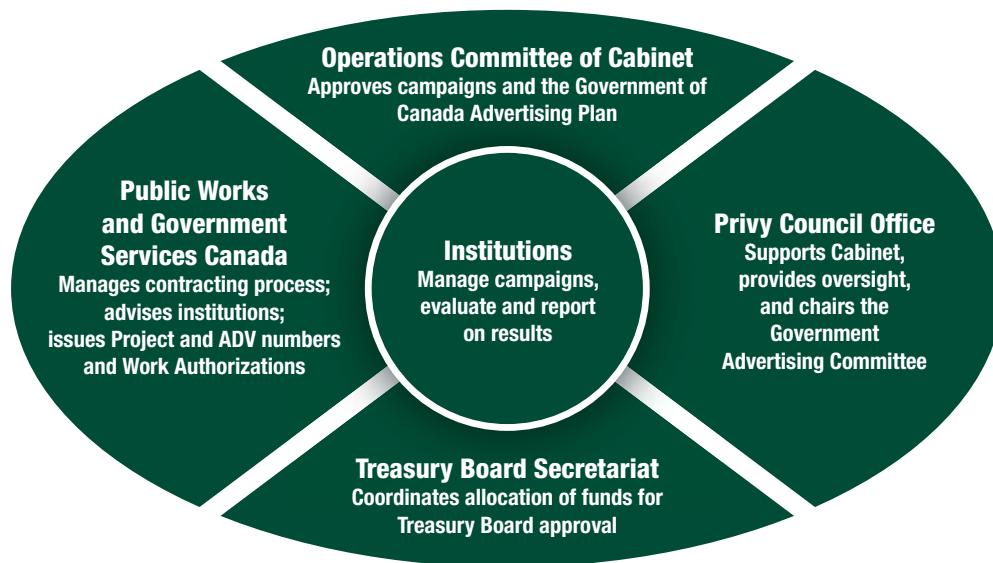 Operations Committee of Cabinet
Approves campaigns and the Government of
Canada Advertising Plan
Public Works
and Government
Services Canada
Manages contracting process;
advises institutions;
issues Project and ADV numbers
and Work Authorizations
Institutions
Manage campaigns,
evaluate and report
on results
Privy Council Office
Supports Cabinet,
provides oversight,
and chairs the
Government
Advertising Committee
Treasury Board Secretariat
Coordinates allocation of funds for
Treasury Board approval